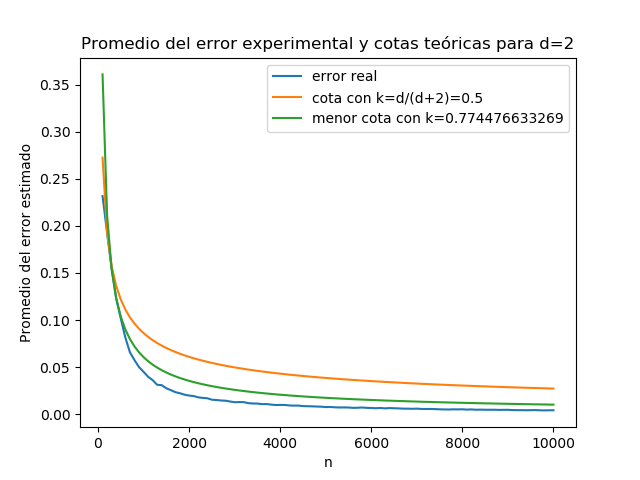 Promedio del error experimental y cotas teóricas para d=2
error real
cota con k=d/(d+2)=0.5
menor cota con k=0.774476633269
Promedio del error estimado
0.35
0.30
0.25
0.20
0.15
0.10
0.05
0.00
0
2000
4000
6000
8000
10000
n